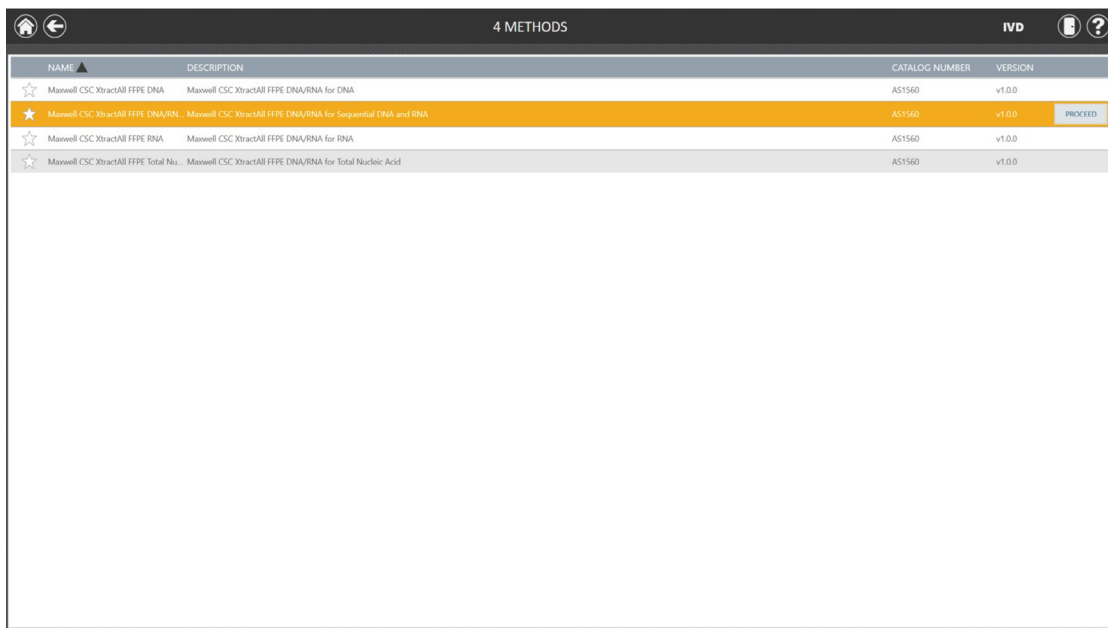 4 METHODS IVD ?
NAME DESCRIPTION CATALOG NUMBER VERSION
Maxwell CSC XtractAll FFPE DNA Maxwell CSC XtractAll FFPE DNA/RNA for DNA AS1560 v1.0.0
Maxwell CSC XtractAll FFPE DNA/RN... Maxwell CSC XtractAll FFPE DNA/RNA for Sequential DNA and RNA AS1560 v1.0.0 PROCEED
Maxwell CSC XtractAll FFPE RNA Maxwell CSC XtractAll FFPE DNA/RNA for RNA AS1560 v1.0.0
Maxwell CSC XtractAll FFPE Total Nu... Maxwell CSC XtractAll FFPE DNA/RNA for Total Nucleic Acid AS1560 v1.0.0